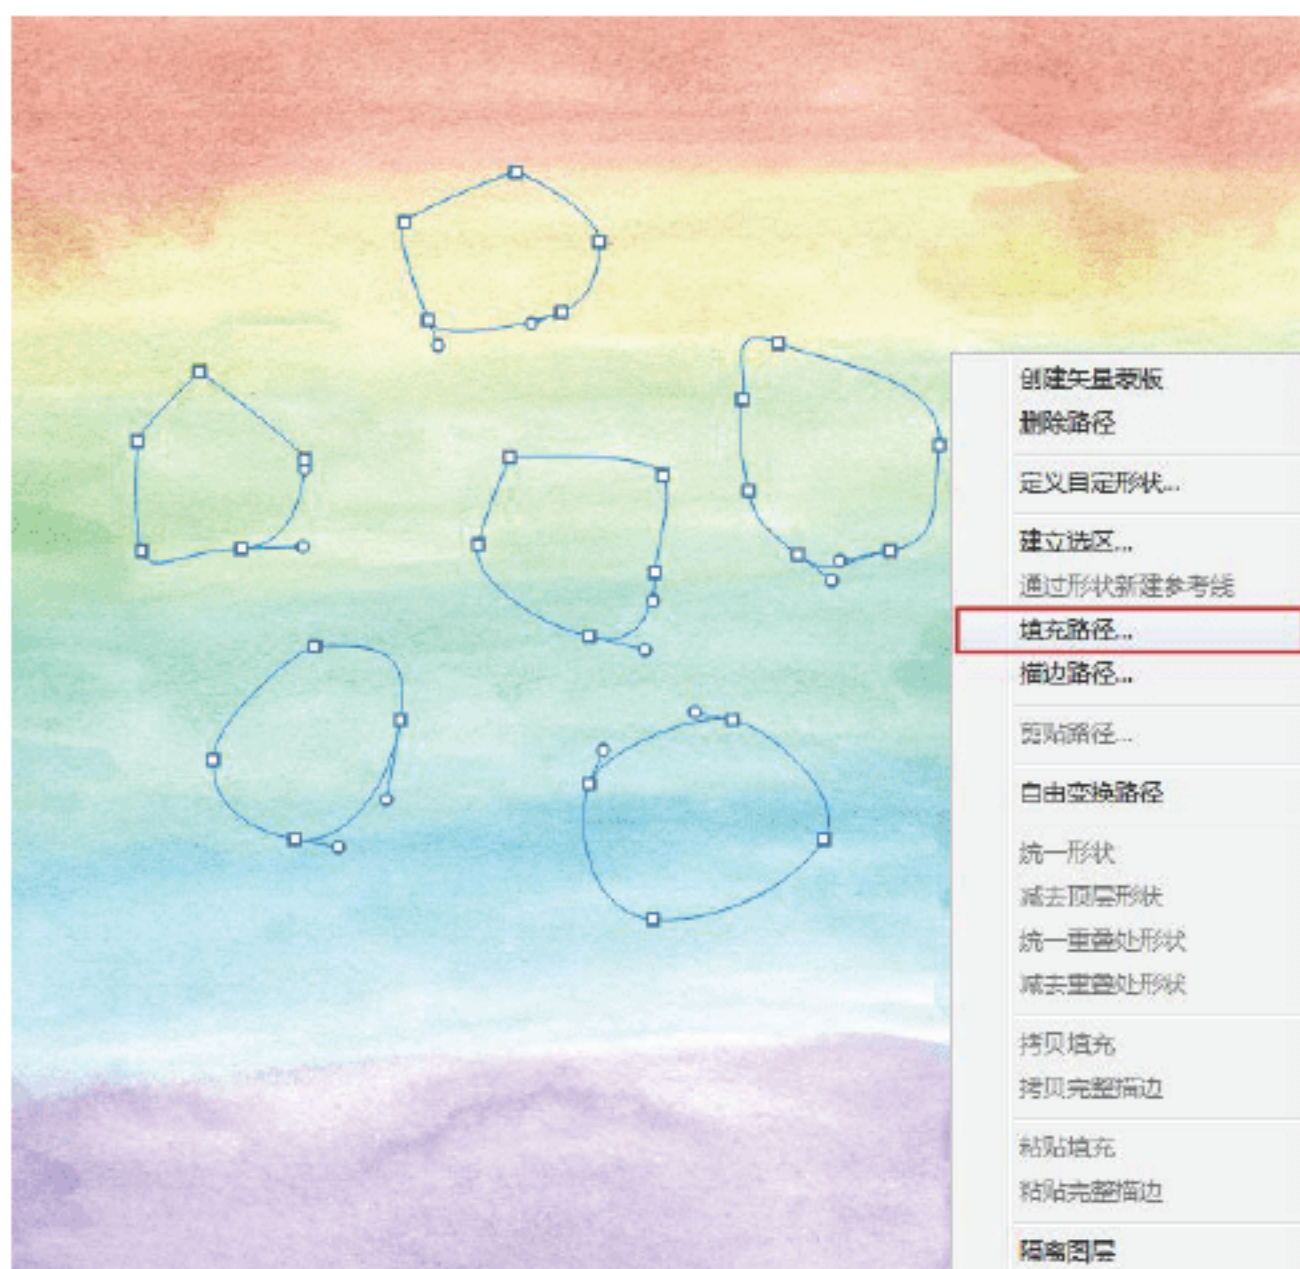 创建矢量蒙版
删除路径
定义自定形状...
建立选区...
通过形状新建参考线
填充路径...
描边路径...
剪贴路径...
自由变换路径
统一形状
减去顶层形状
统一重叠处形状
减去重叠处形状
拷贝填充
拷贝完整描边
粘贴填充
粘贴完整描边
隔离图层